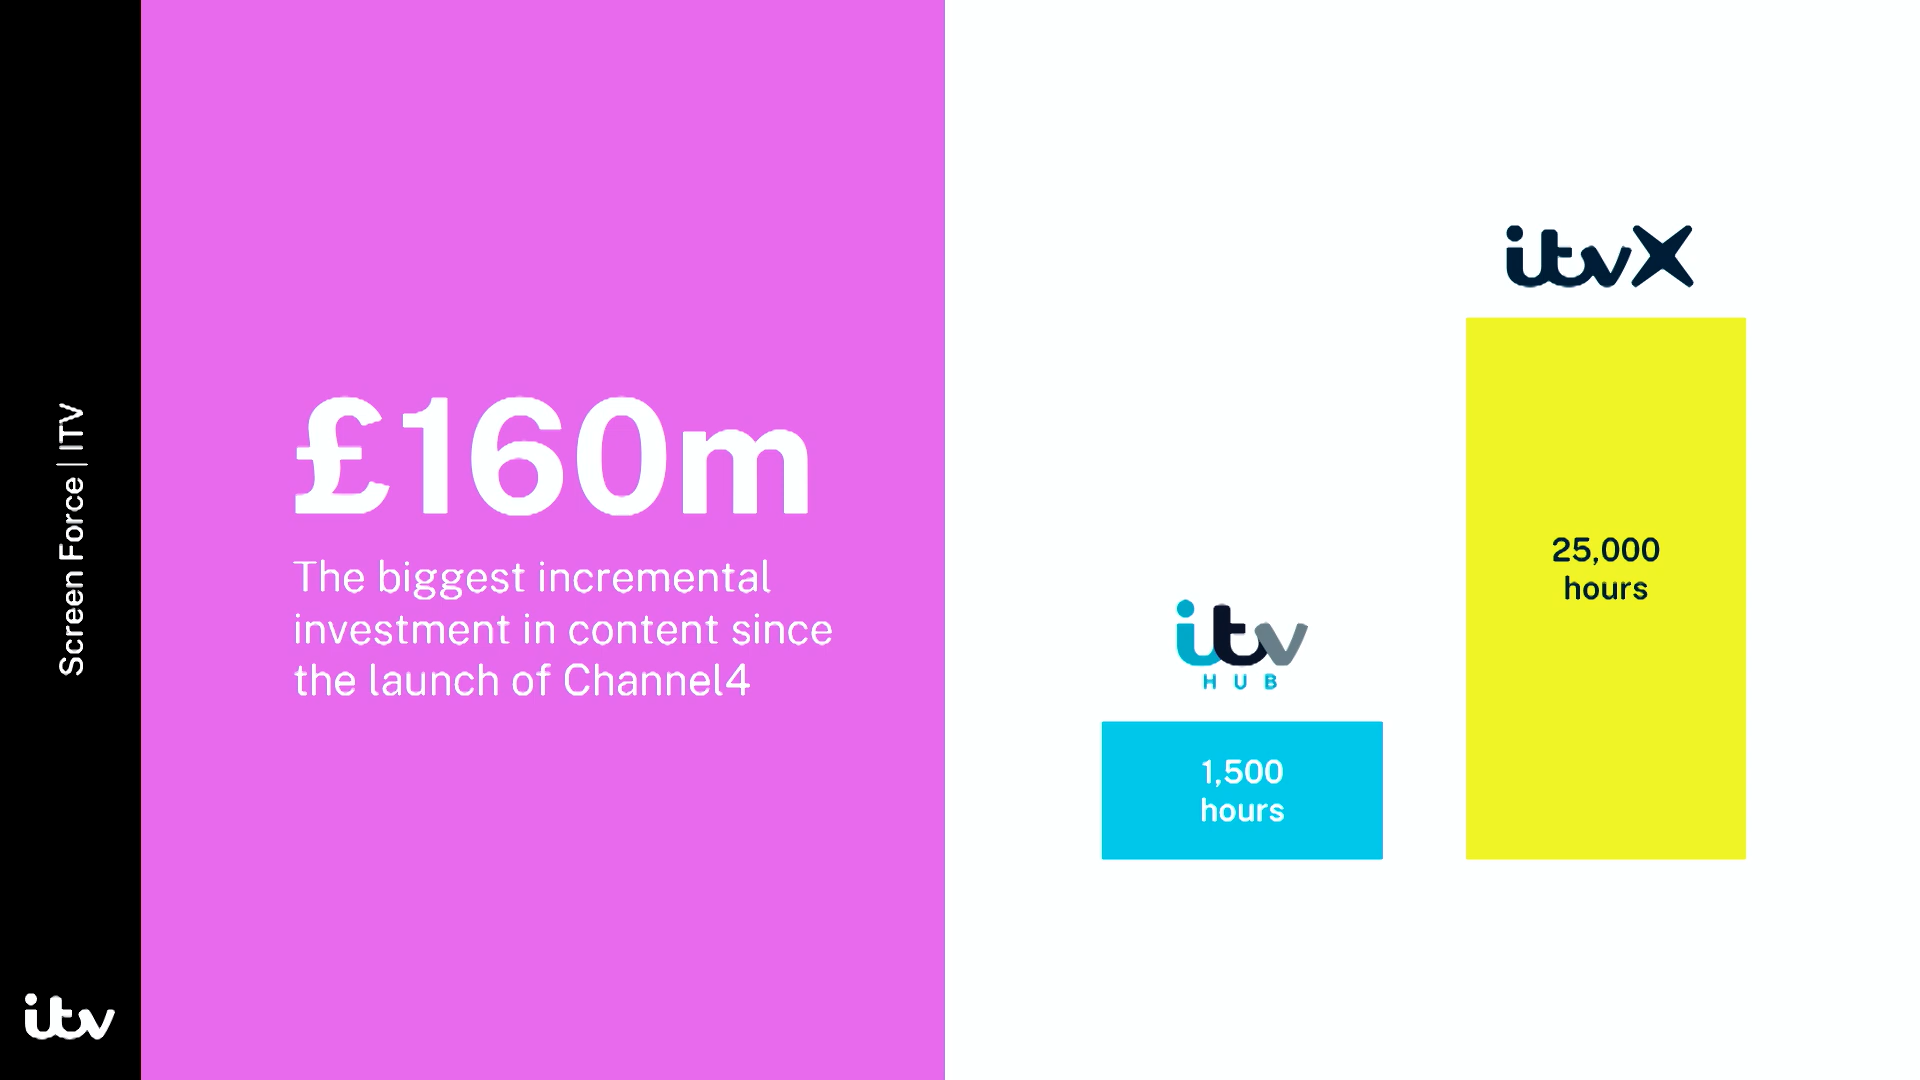 Screen Force | ITV
itv
£160m
The biggest incremental
investment in content since
the launch of Channel4
itv
HUB
1,500
hours
itvX
25,000
hours